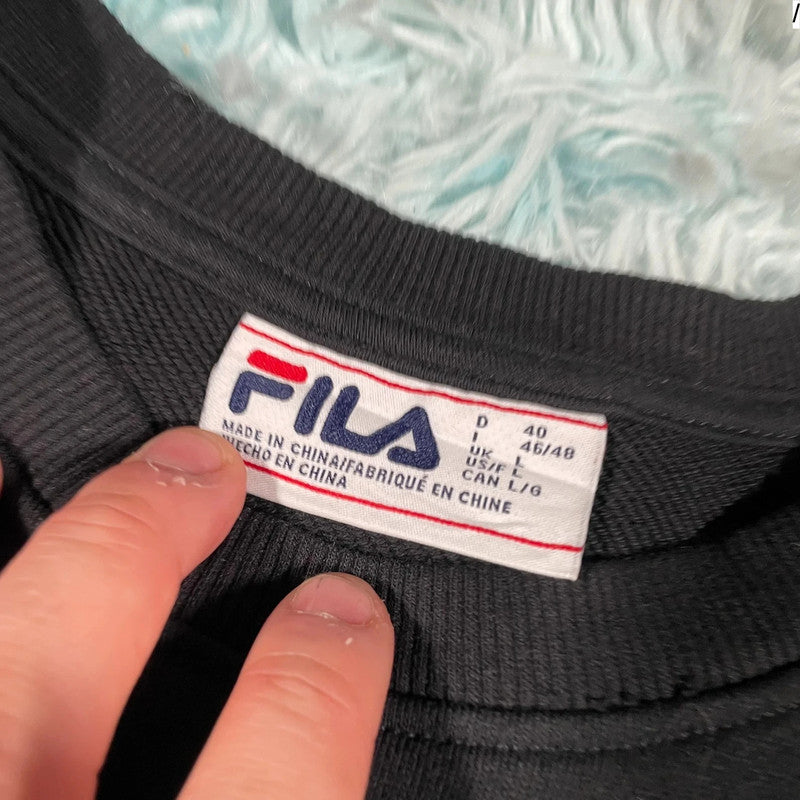 FILA
MADE IN CHINA/FABRIQUÉ EN CHINE
HECHO EN CHINA
D 40
I 46/48
UK L
US/F L
CAN L/G